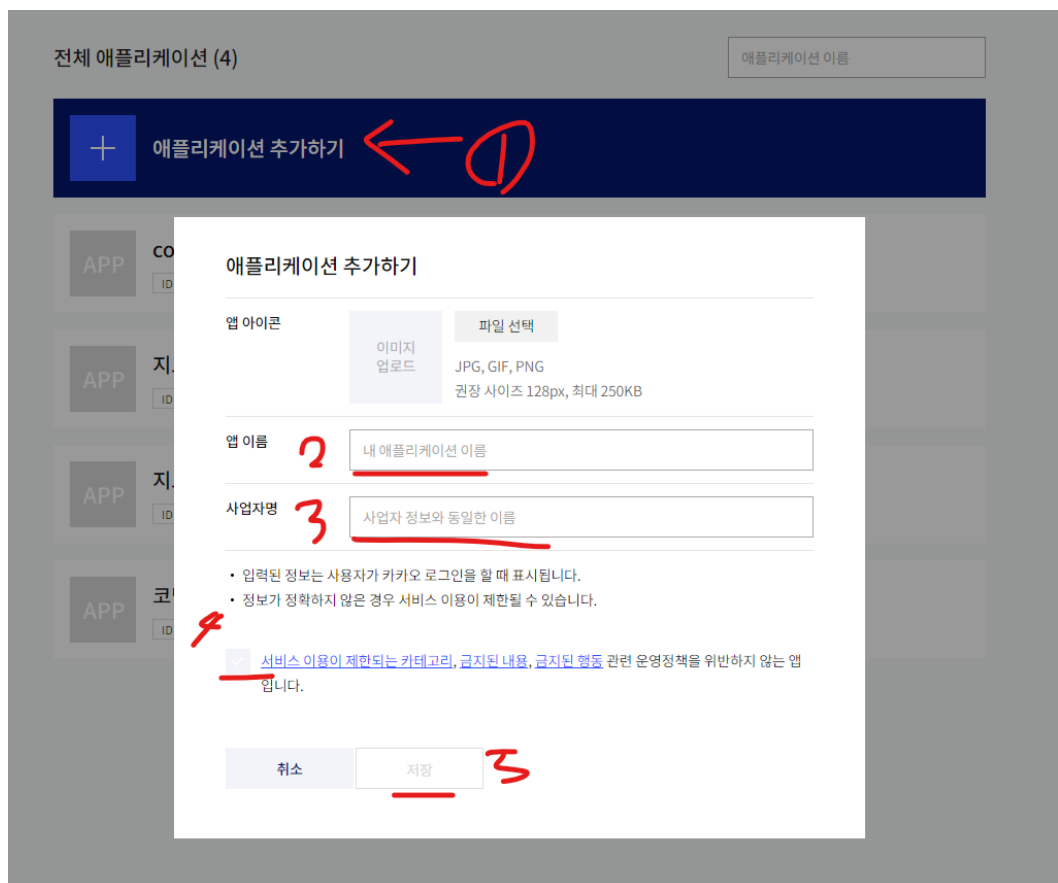 전체 애플리케이션 (4)
애플리케이션 이름
애플리케이션 추가하기
①
APP
CO
ID
애플리케이션 추가하기
앱 아이콘
이미지
업로드
파일 선택
JPG, GIF, PNG
권장 사이즈 128px, 최대 250KB
APP
지
ID
앱 이름
2
내 애플리케이션 이름
APP
지
ID
사업자명
3
사업자 정보와 동일한 이름
• 입력된 정보는 사용자가 카카오 로그인을 할 때 표시됩니다.
• 정보가 정확하지 않은 경우 서비스 이용이 제한될 수 있습니다.
APP
ID
4
서비스 이용이 제한되는 카테고리, 금지된 내용, 금지된 행동 관련 운영정책을 위반하지 않는 앱
입니다.
취소
저장
5